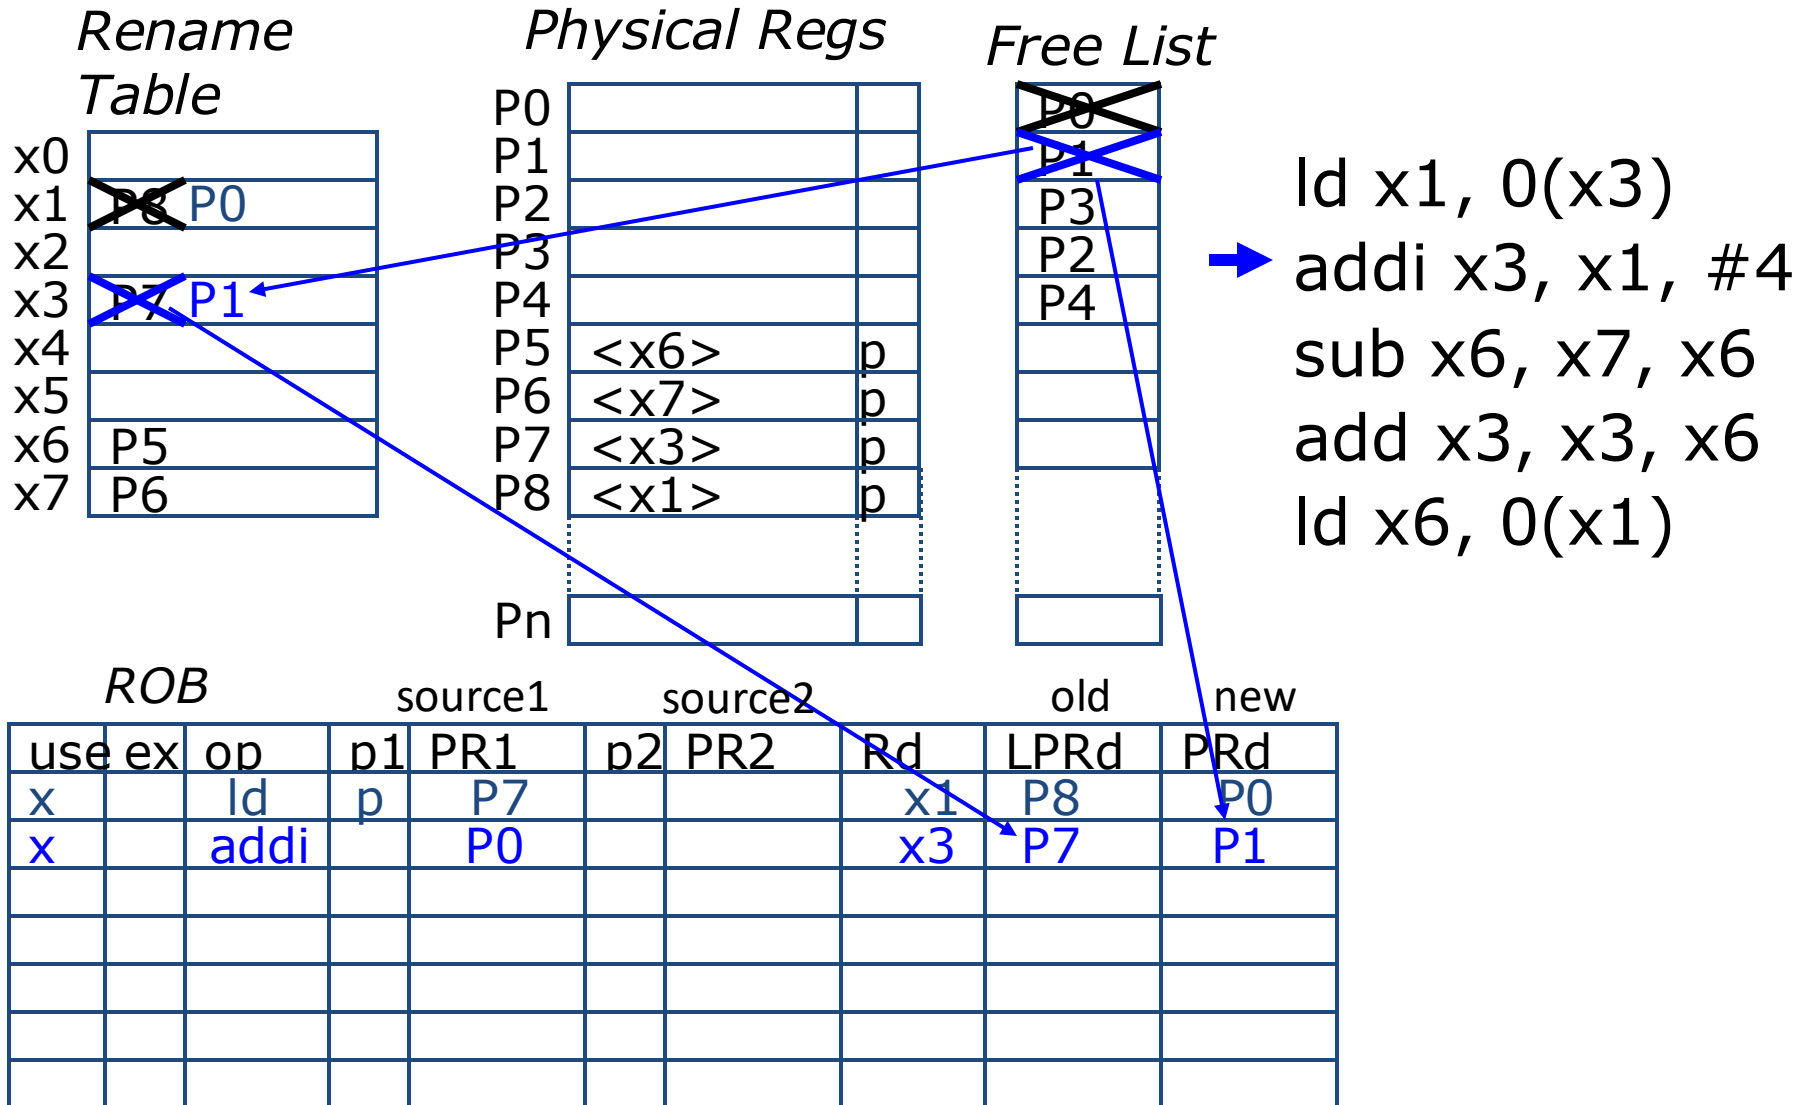 Rename
Table
Physical Regs
Free List
x0
x1 P8 P0
x2
x3 P7 P1
x4
x5
x6 P5
x7 P6
P0
P1
P2
P3
P4
P5 <x6> p
P6 <x7> p
P7 <x3> p
P8 <x1> p
Pn
P0
P1
P3
P2
P4
ld x1, 0(x3)
addi x3, x1, #4
sub x6, x7, x6
add x3, x3, x6
ld x6, 0(x1)
ROB source1 source2 old new
use ex op p1 PR1 p2 PR2 Rd LPRd PRd
x ld p P7 x1 P8 P0
x addi P0 x3 P7 P1